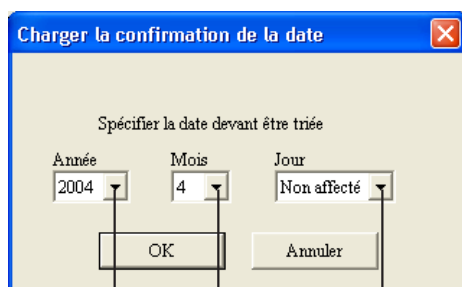 Charger la confirmation de la date
Spécifier la date devant être triée
Année Mois Jour
2004 4 Non affecté
OK Annuler